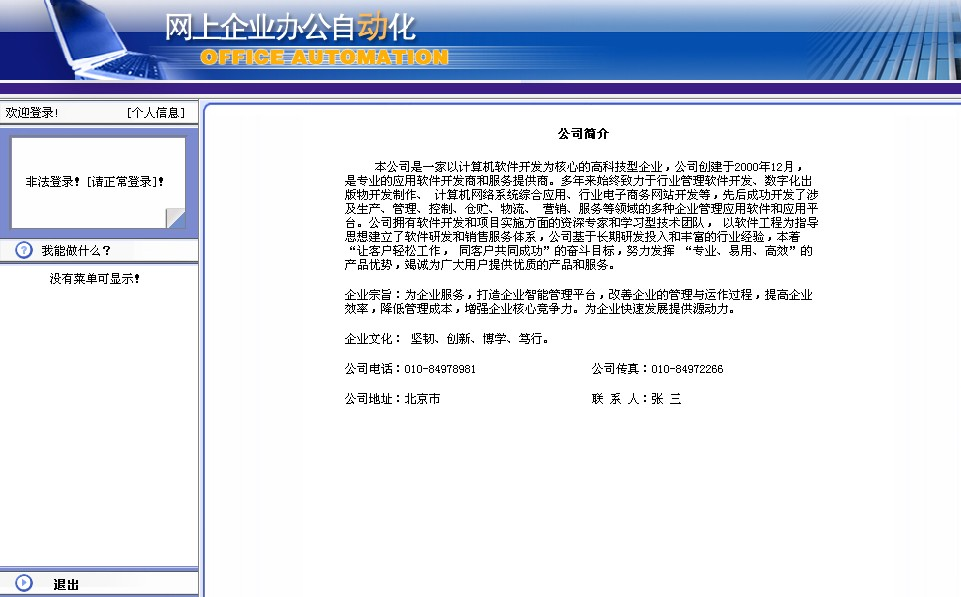 网上企业办公自动化
OFFICE AUTOMATION
欢迎登录! [个人信息]
非法登录! [请正常登录]!
我能做什么?
没有菜单可显示!
退出
公司简介
本公司是一家以计算机软件开发为核心的高科技型企业，公司创建于2000年12月，
是专业的应用软件开发商和服务提供商。多年来始终致力于行业管理软件开发、数字化出
版物开发制作、 计算机网络系统综合应用、行业电子商务网站开发等，先后成功开发了涉
及生产、管理、控制、仓贮、物流、 营销、服务等领域的多种企业管理应用软件和应用平
台。公司拥有软件开发和项目实施方面的资深专家和学习型技术团队， 以软件工程为指导
思想建立了软件研发和销售服务体系，公司基于长期研发投入和丰富的行业经验，本着
“让客户轻松工作， 同客户共同成功”的奋斗目标，努力发挥 “专业、易用、高效”的
产品优势，竭诚为广大用户提供优质的产品和服务。
企业宗旨：为企业服务，打造企业智能管理平台，改善企业的管理与运作过程，提高企业
效率，降低管理成本，增强企业核心竞争力。为企业快速发展提供源动力。
企业文化： 坚韧、创新、博学、笃行。
公司电话：010-84978981 公司传真：010-84972266
公司地址：北京市 联 系 人：张 三